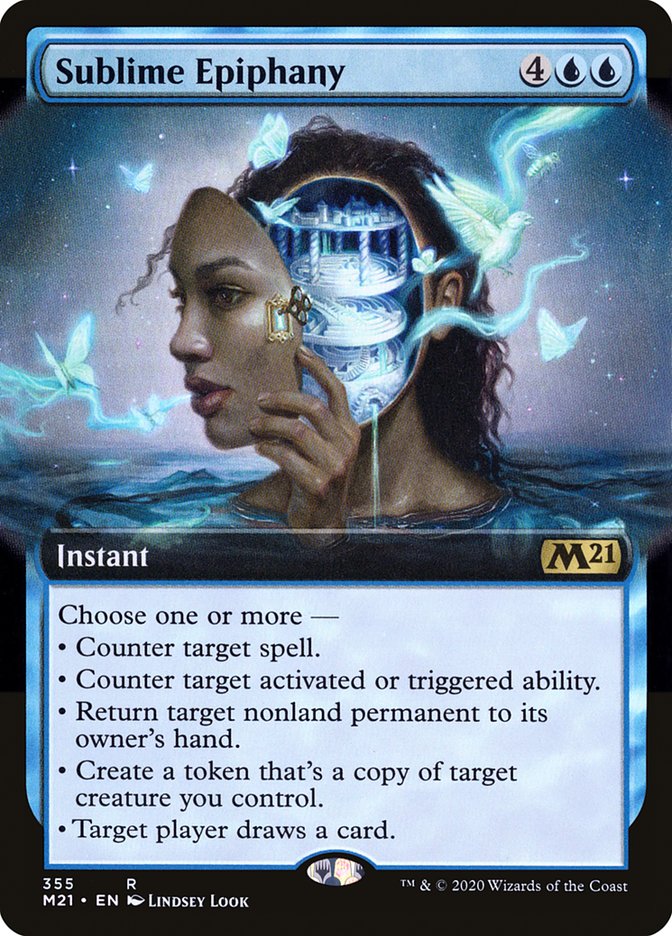 Sublime Epiphany 4
Instant M21
Choose one or more —
• Counter target spell.
• Counter target activated or triggered ability.
• Return target nonland permanent to its
owner's hand.
• Create a token that's a copy of target
creature you control.
• Target player draws a card.
355 R
M21 • EN Lindsey Look ™ & © 2020 Wizards of the Coast